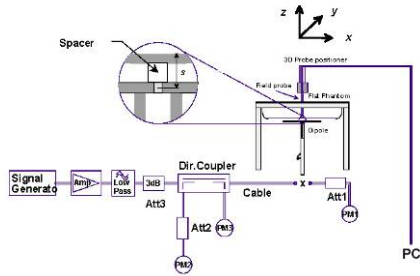 z
y
x
Spacer
s
3D Probe positioner
Field probe
Flat Phantom
Dipole
Signal
Generato
Amp
Low
Pass
3dB
Att3
Dir.Coupler
Cable
x
Att1
PM1
Att2
PM3
PM2
PC